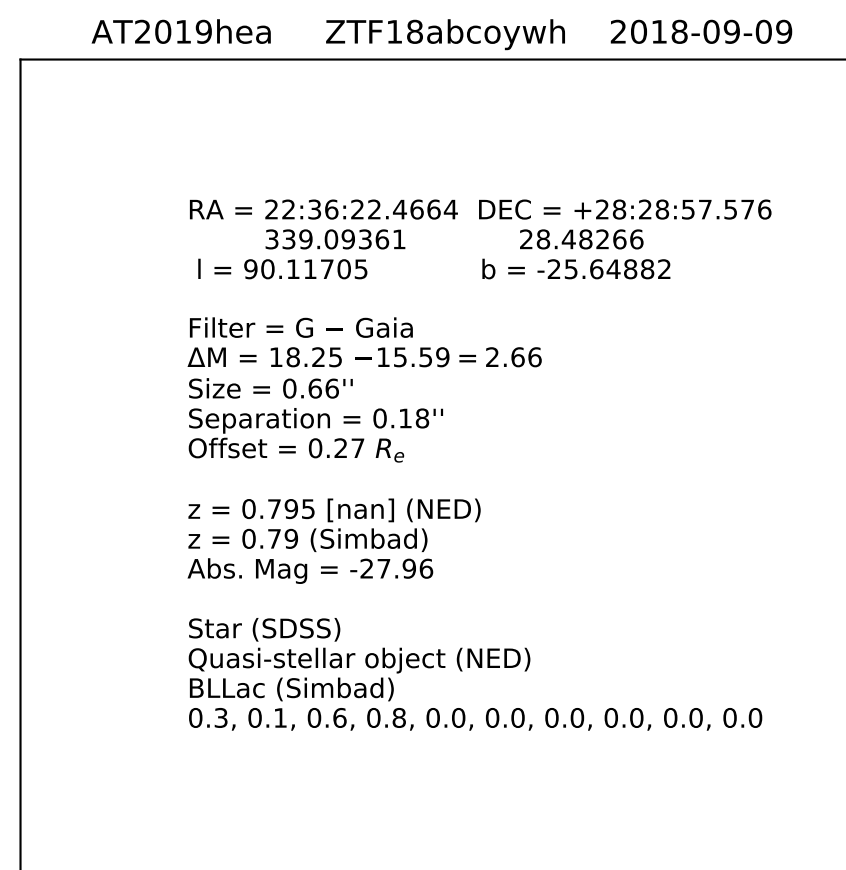 AT2019hea ZTF18abcoywh 2018-09-09
RA = 22:36:22.4664 DEC = +28:28:57.576
339.09361 28.48266
l = 90.11705 b = -25.64882
Filter = G − Gaia
ΔM = 18.25 −15.59 = 2.66
Size = 0.66''
Separation = 0.18''
Offset = 0.27 Rₑ
z = 0.795 [nan] (NED)
z = 0.79 (Simbad)
Abs. Mag = -27.96
Star (SDSS)
Quasi-stellar object (NED)
BLLac (Simbad)
0.3, 0.1, 0.6, 0.8, 0.0, 0.0, 0.0, 0.0, 0.0, 0.0